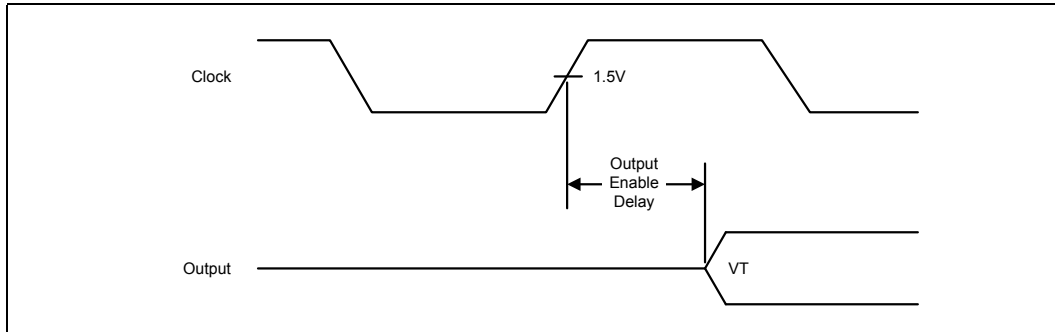 Clock
1.5V
Output
Enable
Delay
Output
VT